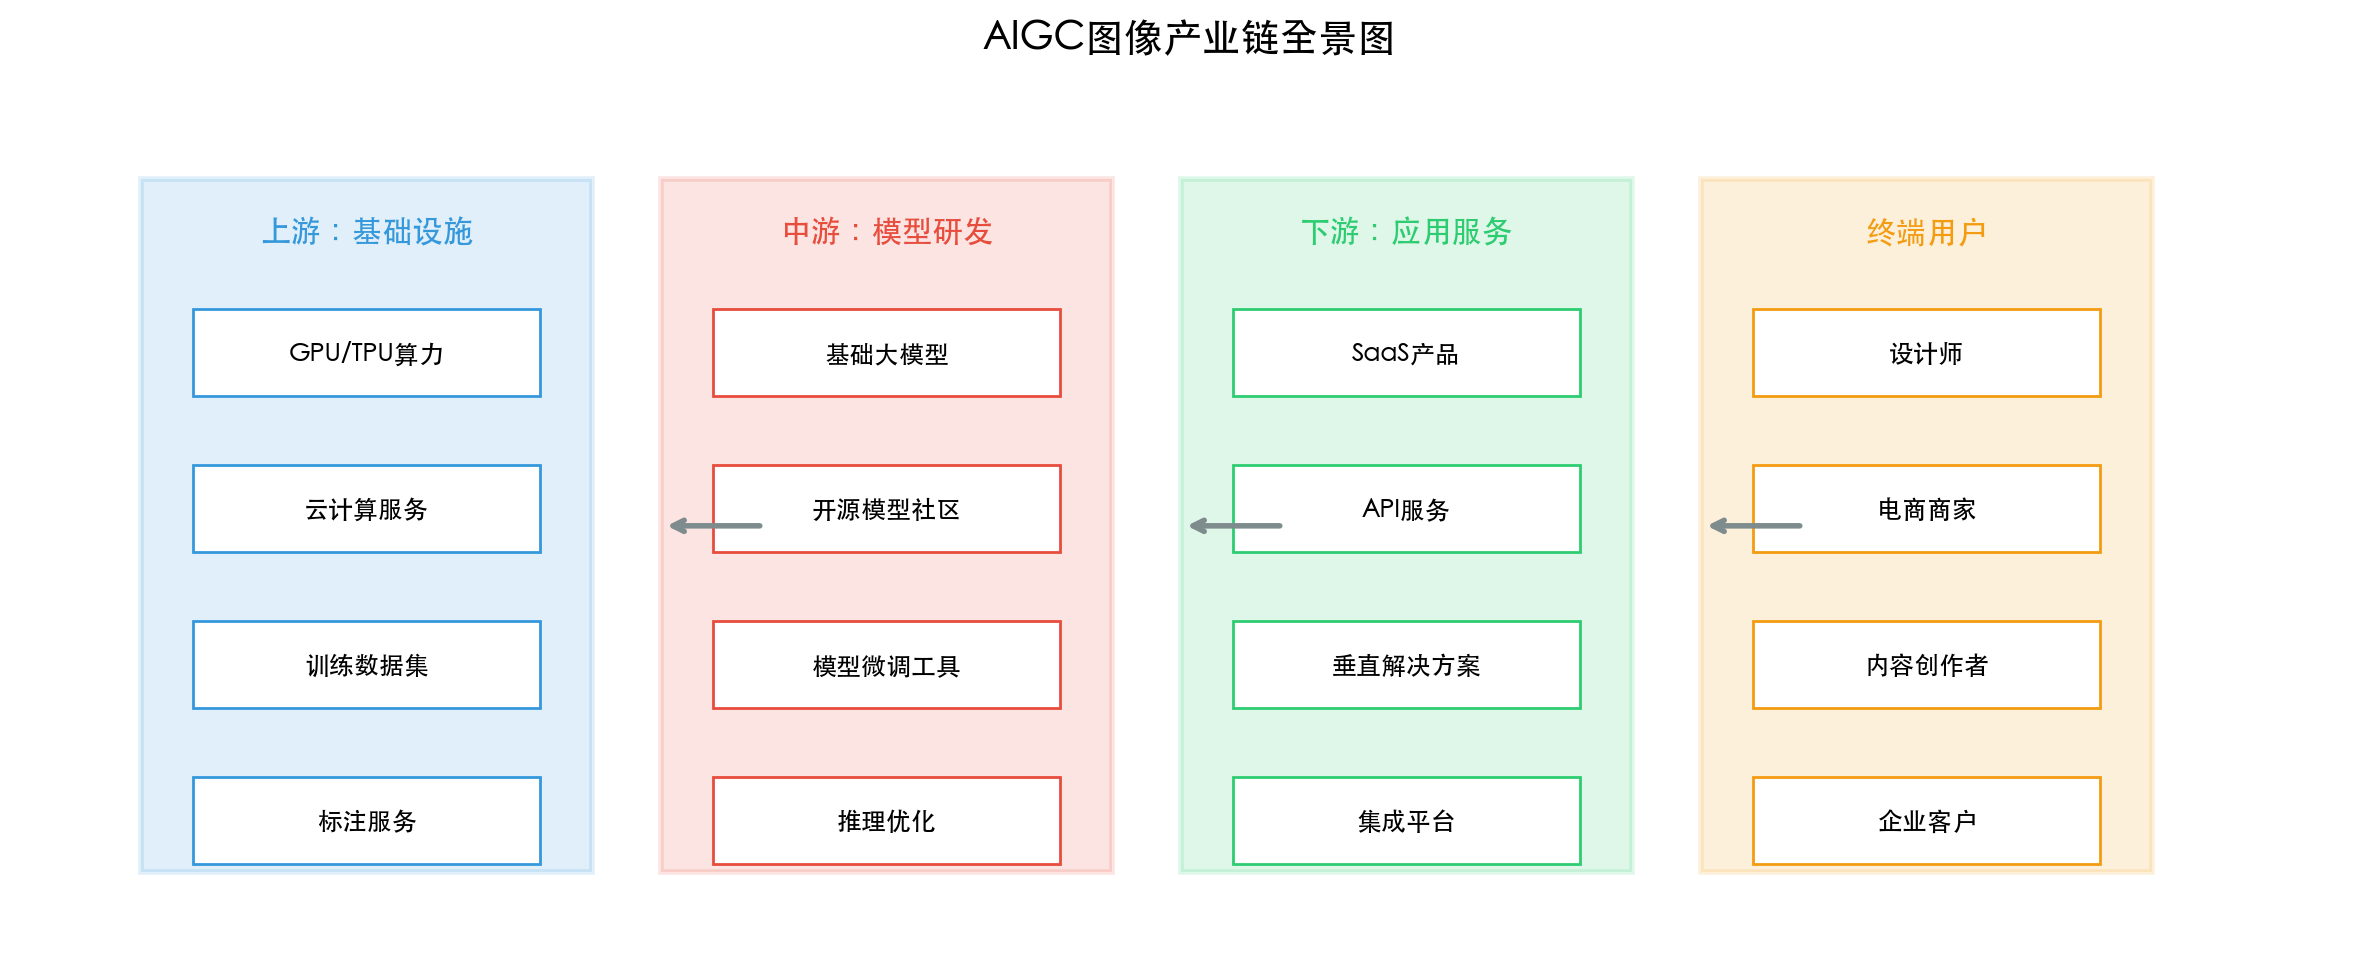 AIGC图像产业链全景图
上游：基础设施
GPU/TPU算力
云计算服务
训练数据集
标注服务
中游：模型研发
基础大模型
开源模型社区
模型微调工具
推理优化
下游：应用服务
SaaS产品
API服务
垂直解决方案
集成平台
终端用户
设计师
电商商家
内容创作者
企业客户